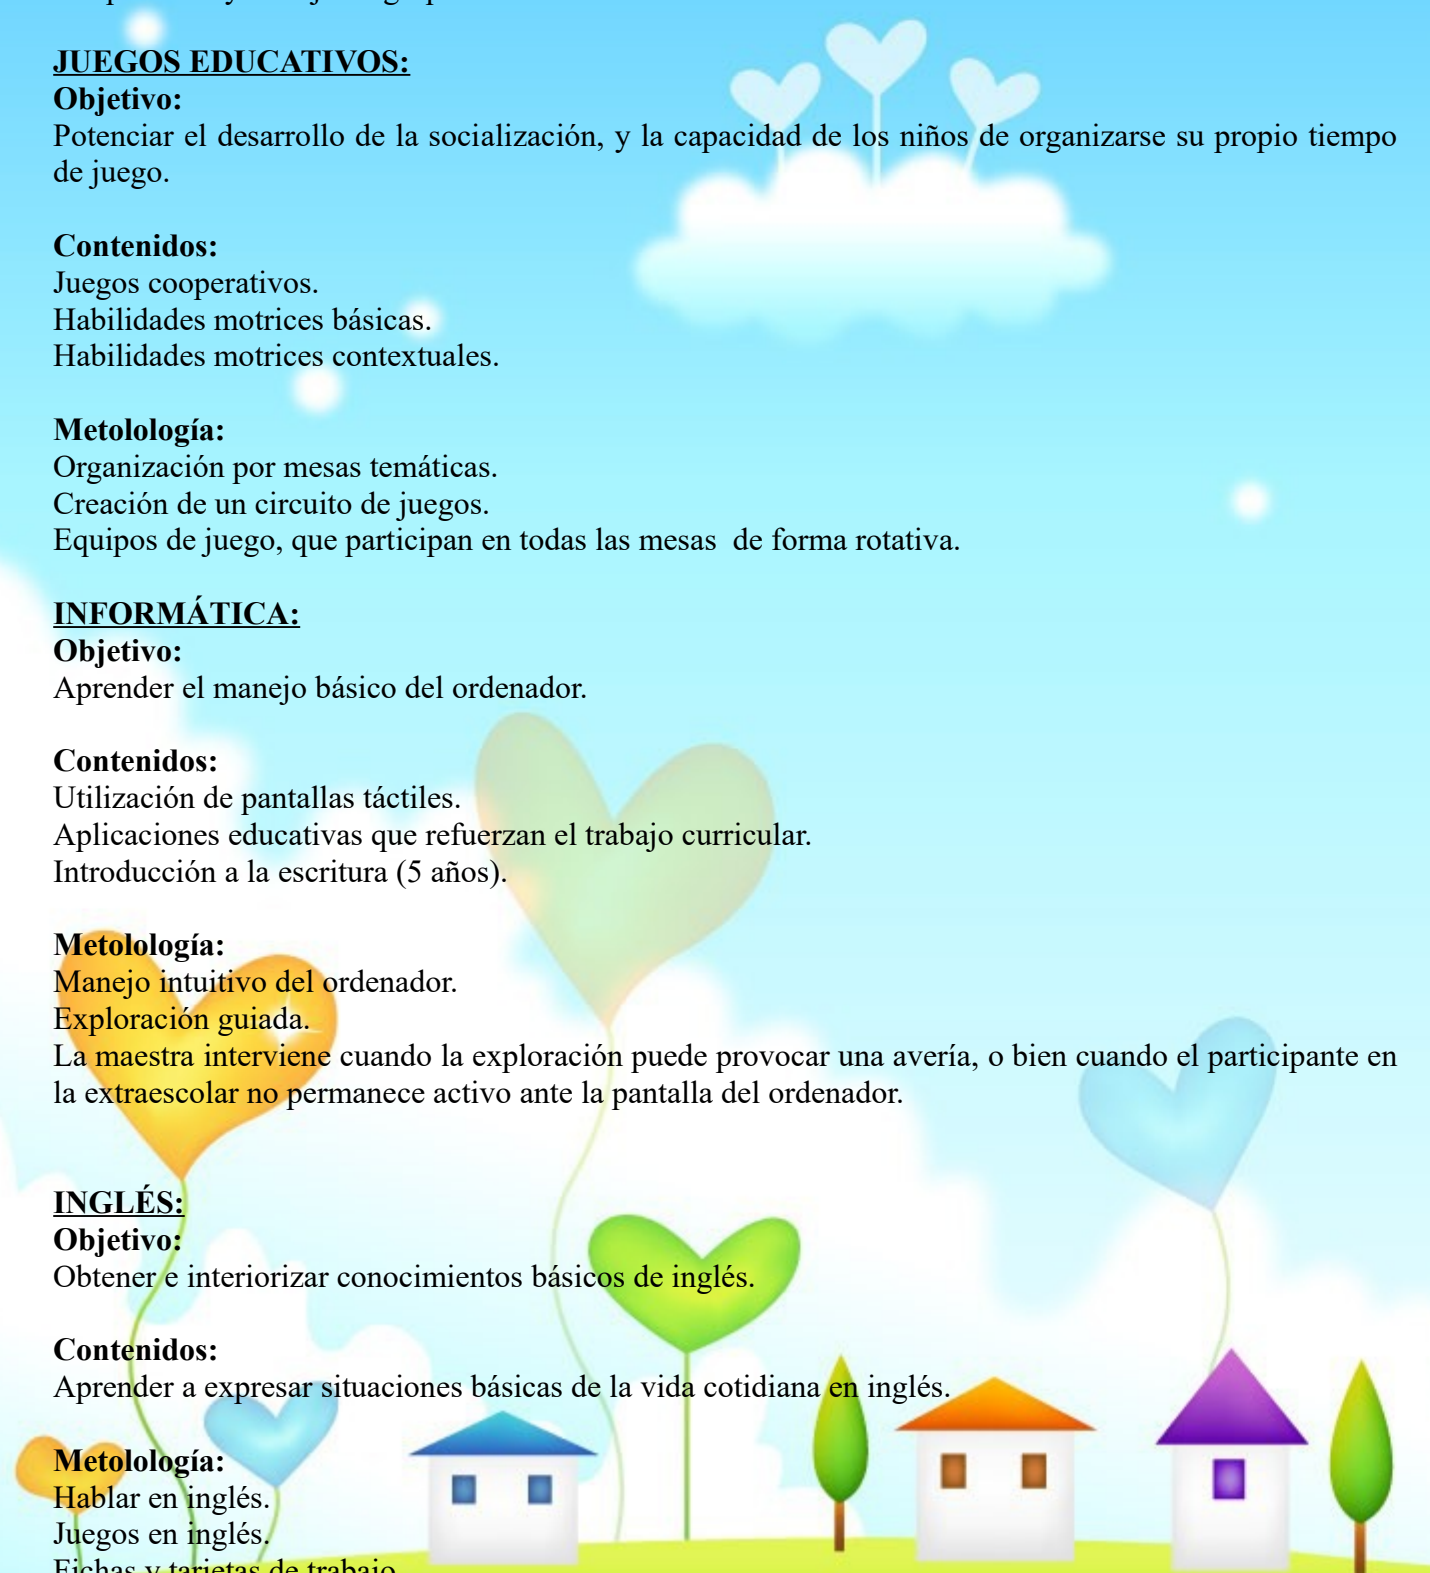 JUEGOS EDUCATIVOS:
Objetivo:
Potenciar el desarrollo de la socialización, y la capacidad de los niños de organizarse su propio tiempo
de juego.
Contenidos:
Juegos cooperativos.
Habilidades motrices básicas.
Habilidades motrices contextuales.
Metolología:
Organización por mesas temáticas.
Creación de un circuito de juegos.
Equipos de juego, que participan en todas las mesas  de forma rotativa.
INFORMÁTICA:
Objetivo:
Aprender el manejo básico del ordenador.
Contenidos:
Utilización de pantallas táctiles.
Aplicaciones educativas que refuerzan el trabajo curricular.
Introducción a la escritura (5 años).
Metolología:
Manejo intuitivo del ordenador.
Exploración guiada.
La maestra interviene cuando la exploración puede provocar una avería, o bien cuando el participante en
la extraescolar no permanece activo ante la pantalla del ordenador.
INGLÉS:
Objetivo:
Obtener e interiorizar conocimientos básicos de inglés.
Contenidos:
Aprender a expresar situaciones básicas de la vida cotidiana en inglés.
Metolología:
Hablar en inglés.
Juegos en inglés.
Fichas y tarjetas de trabajo